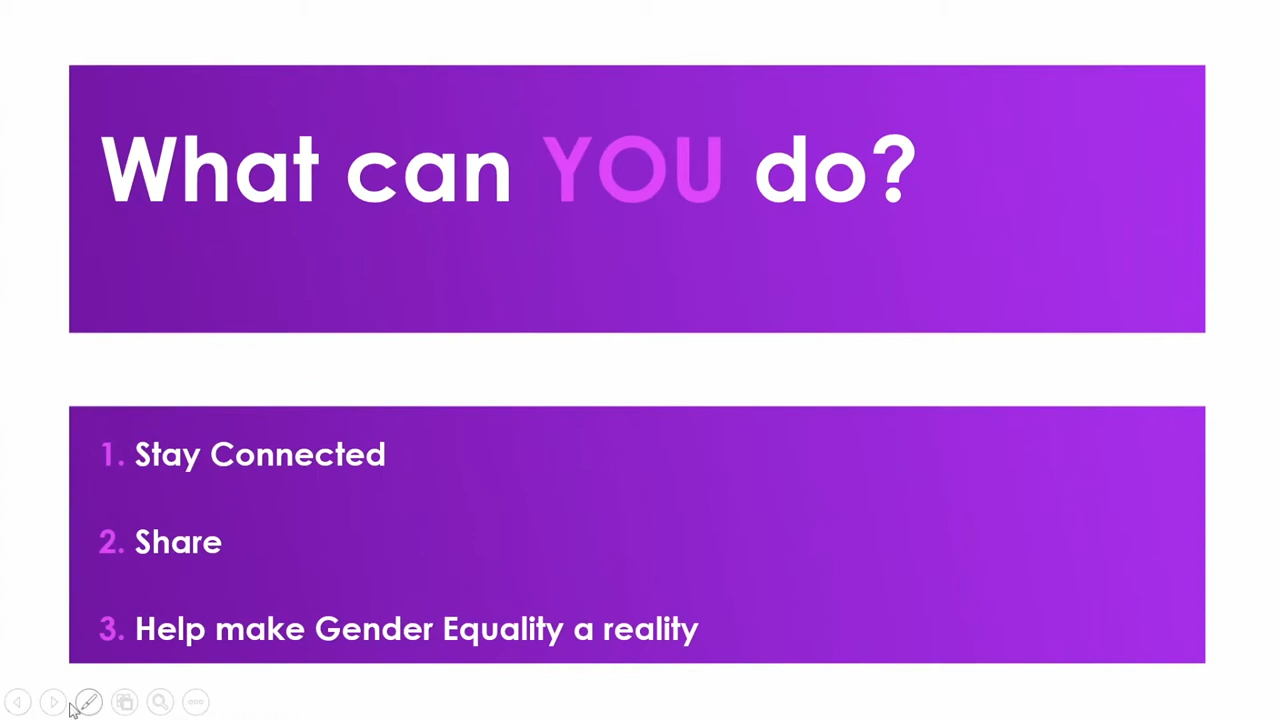 What can YOU do?
1. Stay Connected
2. Share
3. Help make Gender Equality a reality